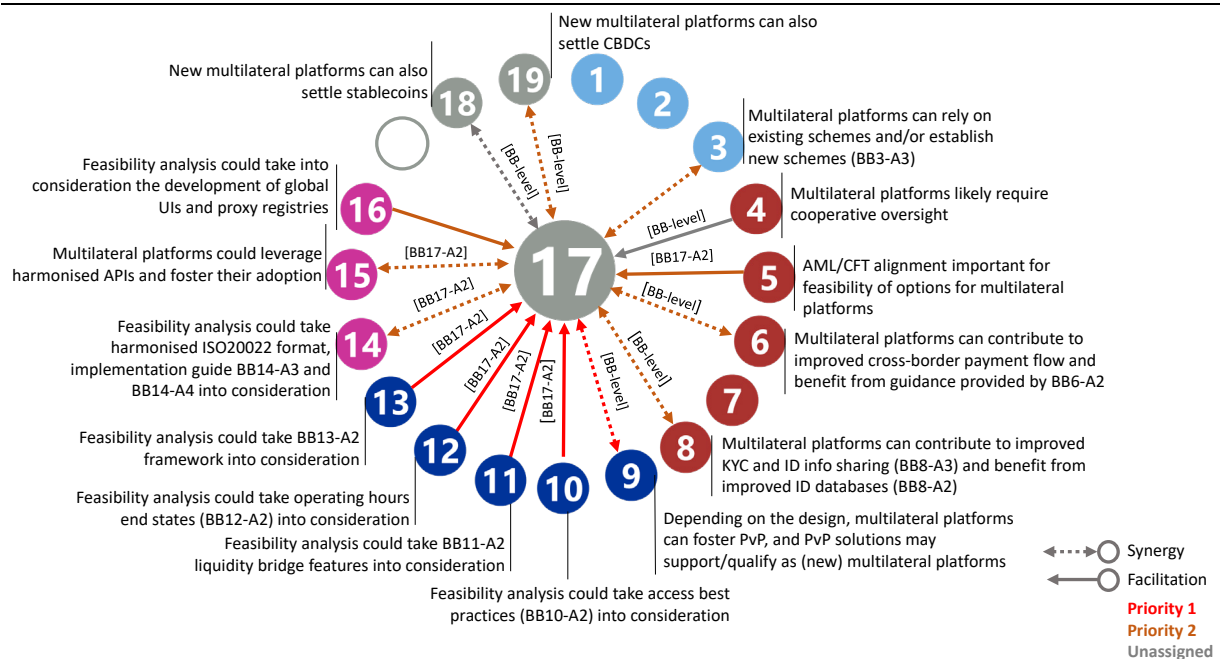 New multilateral platforms can also
settle CBDCs
New multilateral platforms can also
settle stablecoins
19
1
18
2
3
Multilateral platforms can rely on
existing schemes and/or establish
new schemes (BB3-A3)
[BB-level]
[BB-level]
Feasibility analysis could take into
consideration the development of global
UIs and proxy registries
16
4
Multilateral platforms likely require
cooperative oversight
[BB-level]
Multilateral platforms could leverage
harmonised APIs and foster their adoption
15
[BB17-A2]
17
[BB17-A2]
5
AML/CFT alignment important for
feasibility of options for multilateral
platforms
[BB17-A2]
[BB-level]
Feasibility analysis could take
harmonised ISO20022 format,
implementation guide BB14-A3 and
BB14-A4 into consideration
14
6
Multilateral platforms can contribute to
improved cross-border payment flow and
benefit from guidance provided by BB6-A2
[BB17-A2]
[BB17-A2]
[BB17-A2]
[BB17-A2]
[BB-level]
[BB-level]
13
7
Feasibility analysis could take BB13-A2
framework into consideration
12
8
Multilateral platforms can contribute to improved
KYC and ID info sharing (BB8-A3) and benefit from
improved ID databases (BB8-A2)
11
10
9
Feasibility analysis could take operating hours
end states (BB12-A2) into consideration
Depending on the design, multilateral platforms
can foster PvP, and PvP solutions may
support/qualify as (new) multilateral platforms
Feasibility analysis could take BB11-A2
liquidity bridge features into consideration
Feasibility analysis could take access best
practices (BB10-A2) into consideration
Synergy
Facilitation
Priority 1
Priority 2
Unassigned